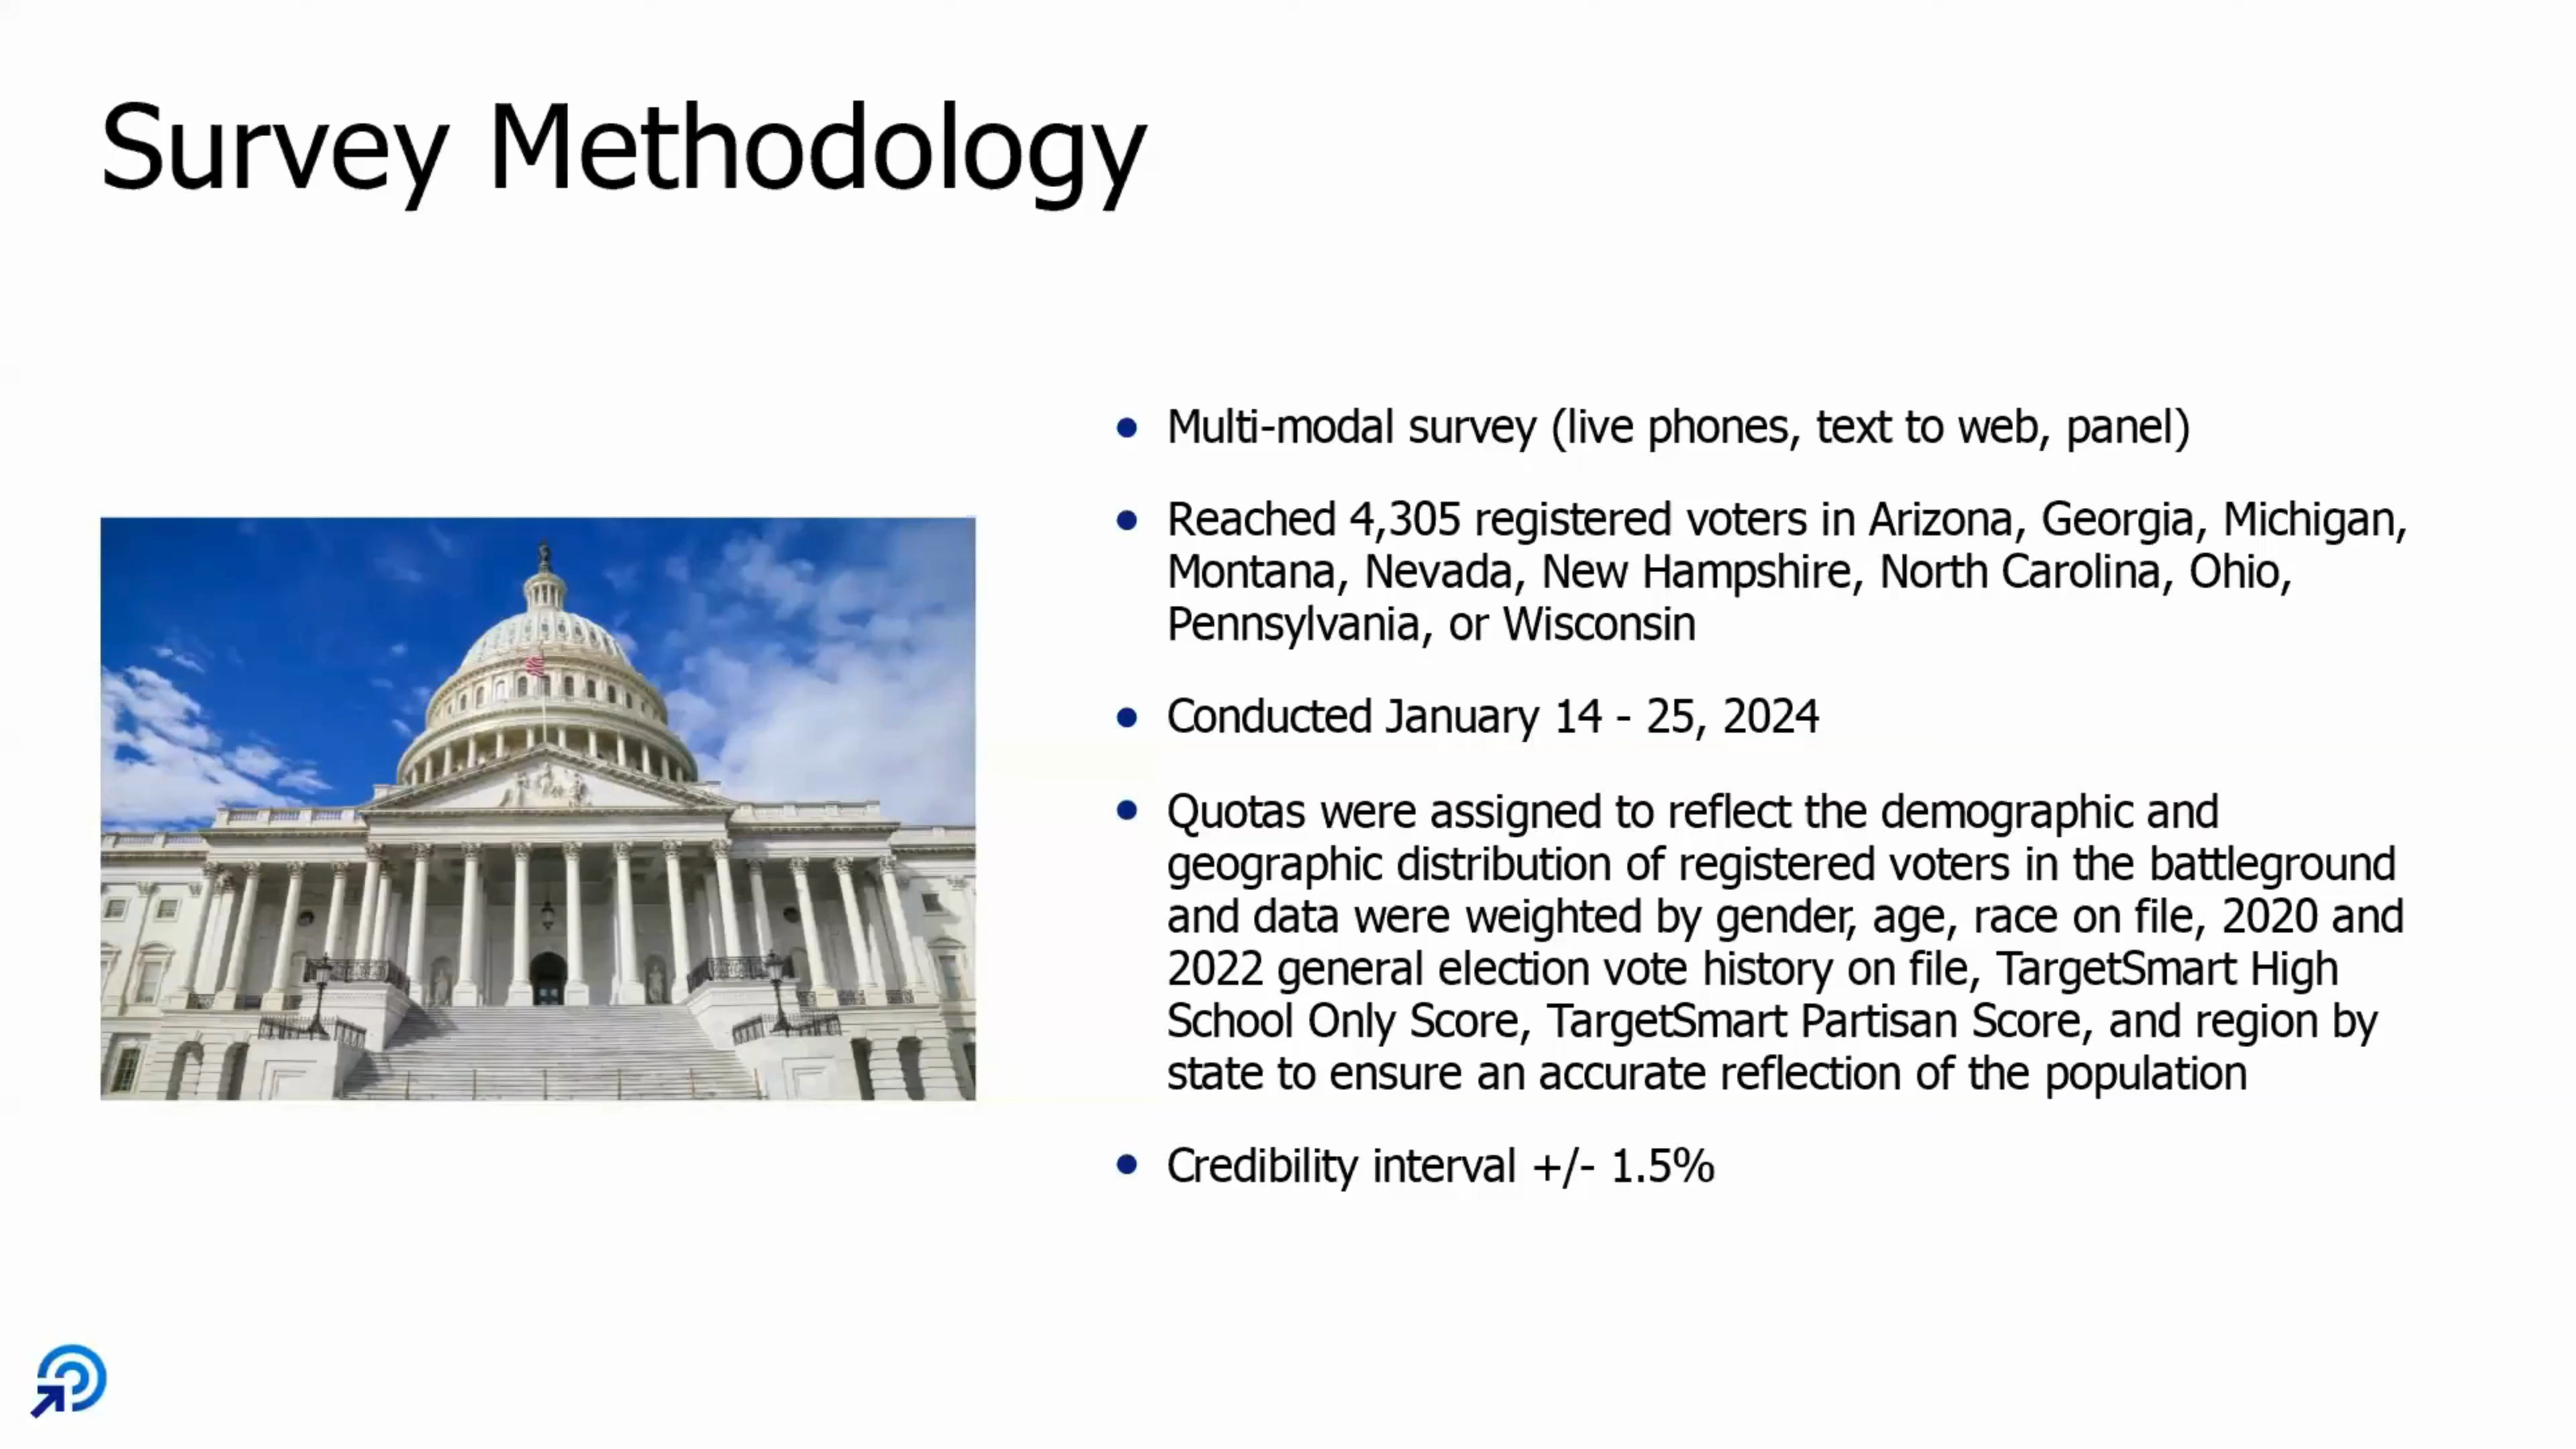 Survey Methodology
Multi-modal survey (live phones, text to web, panel)
Reached 4,305 registered voters in Arizona, Georgia, Michigan,
Montana, Nevada, New Hampshire, North Carolina, Ohio,
Pennsylvania, or Wisconsin
Conducted January 14 - 25, 2024
Quotas were assigned to reflect the demographic and
geographic distribution of registered voters in the battleground
and data were weighted by gender, age, race on file, 2020 and
2022 general election vote history on file, TargetSmart High
School Only Score, TargetSmart Partisan Score, and region by
state to ensure an accurate reflection of the population
Credibility interval +/- 1.5%